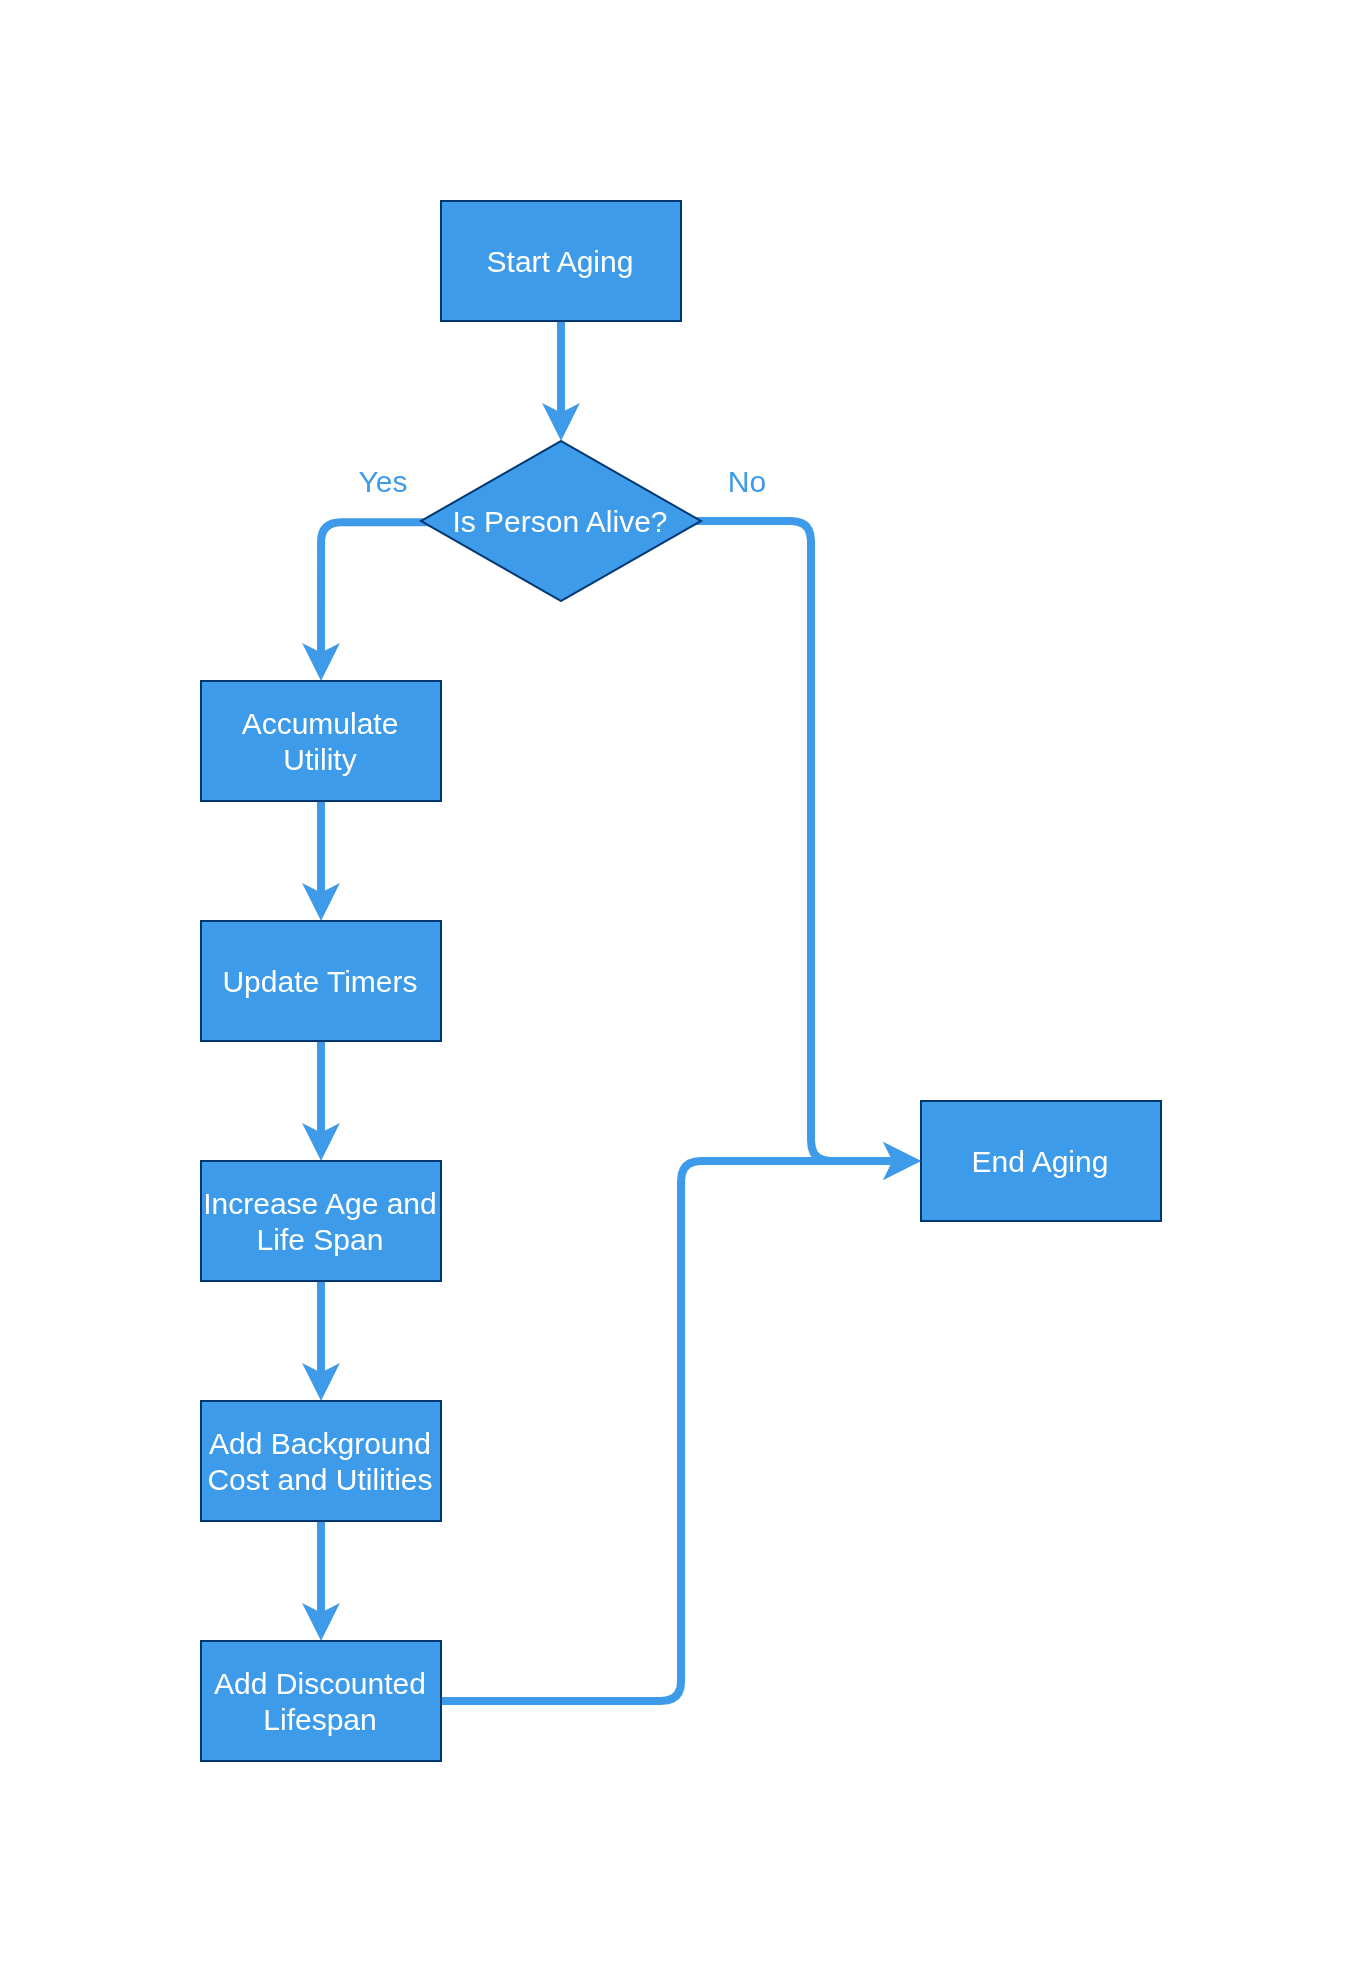 Start Aging
Yes
No
Is Person Alive?
Accumulate
Utility
Update Timers
End Aging
Increase Age and
Life Span
Add Background
Cost and Utilities
Add Discounted
Lifespan